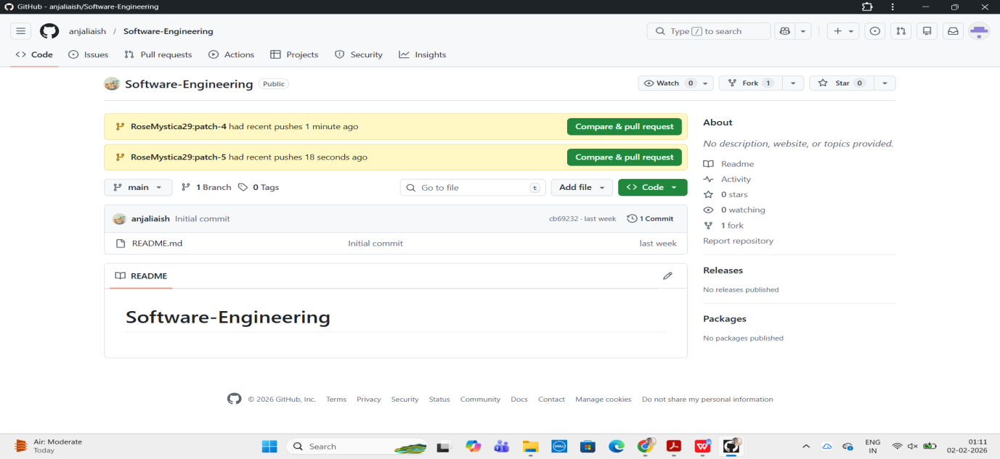 GitHub - anjaliaish/Software-Engineering
anjaliaish / Software-Engineering
Type / to search
Code Issues Pull requests Actions Projects Security Insights
Software-Engineering Public
Watch 0 Fork 1 Star 0
RoseMystica29:patch-4 had recent pushes 1 minute ago Compare & pull request
RoseMystica29:patch-5 had recent pushes 18 seconds ago Compare & pull request
main 1 Branch 0 Tags Go to file t Add file Code
anjaliaish Initial commit cb69232 · last week 1 Commit
README.md Initial commit last week
README
Software-Engineering
About
No description, website, or topics provided.
Readme
Activity
0 stars
0 watching
1 fork
Report repository
Releases
No releases published
Packages
No packages published
© 2026 GitHub, Inc. Terms Privacy Security Status Community Docs Contact Manage cookies Do not share my personal information
Air: Moderate
Today
Search
DELL
ENG
IN
01:11
02-02-2026